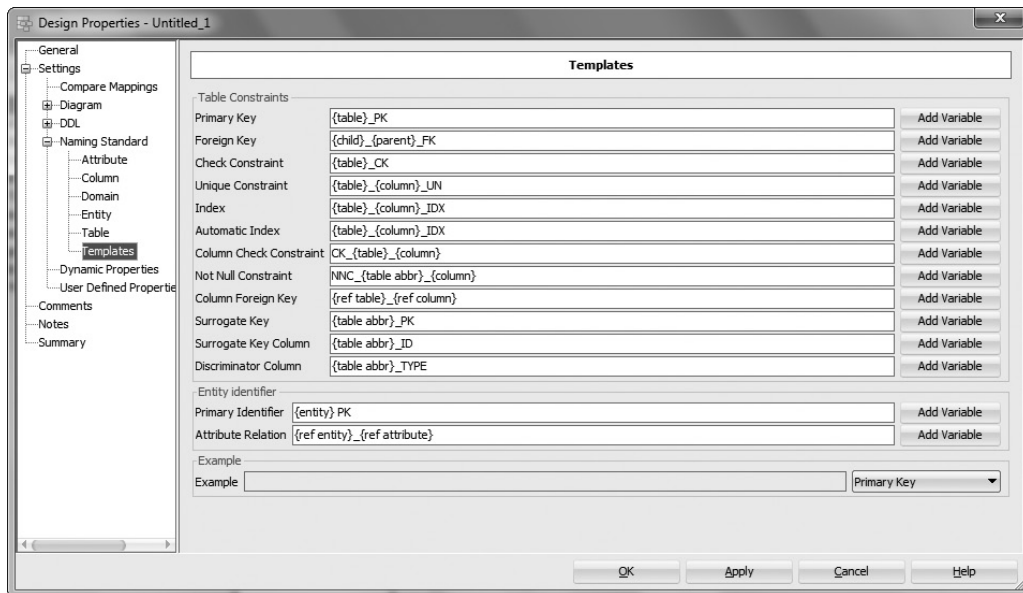 Design Properties - Untitled_1
X
General
Settings
Compare Mappings
Diagram
DDL
Naming Standard
Attribute
Column
Domain
Entity
Table
Templates
Dynamic Properties
User Defined Propertie
Comments
Notes
Summary
Templates
Table Constraints
Primary Key {table}_PK Add Variable
Foreign Key {child}_{parent}_FK Add Variable
Check Constraint {table}_CK Add Variable
Unique Constraint {table}_{column}_UN Add Variable
Index {table}_{column}_IDX Add Variable
Automatic Index {table}_{column}_IDX Add Variable
Column Check Constraint CK_{table}_{column} Add Variable
Not Null Constraint NNC_{table abbr}_{column} Add Variable
Column Foreign Key {ref table}_{ref column} Add Variable
Surrogate Key {table abbr}_PK Add Variable
Surrogate Key Column {table abbr}_ID Add Variable
Discriminator Column {table abbr}_TYPE Add Variable
Entity identifier
Primary Identifier {entity} PK Add Variable
Attribute Relation {ref entity}_{ref attribute} Add Variable
Example
Example Primary Key
OK Apply Cancel Help